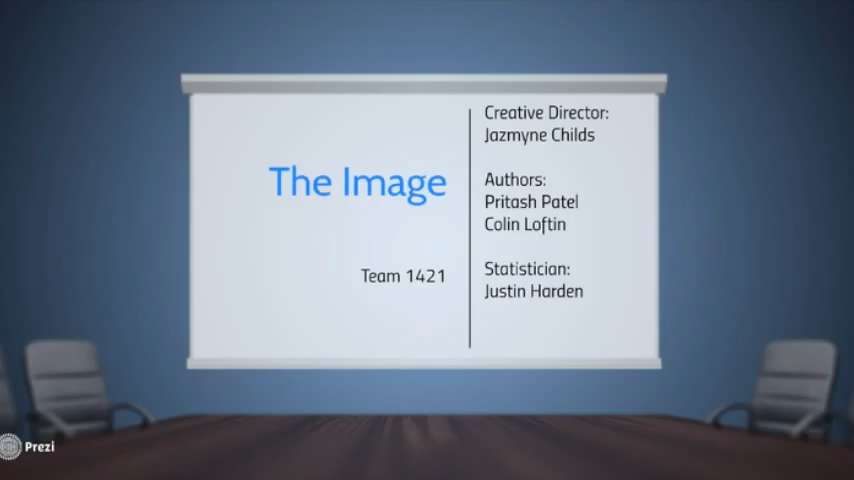 The Image
Team 1421
Creative Director:
Jazmyne Childs
Authors:
Pritash Patel
Colin Loftin
Statistician:
Justin Harden
Prezi